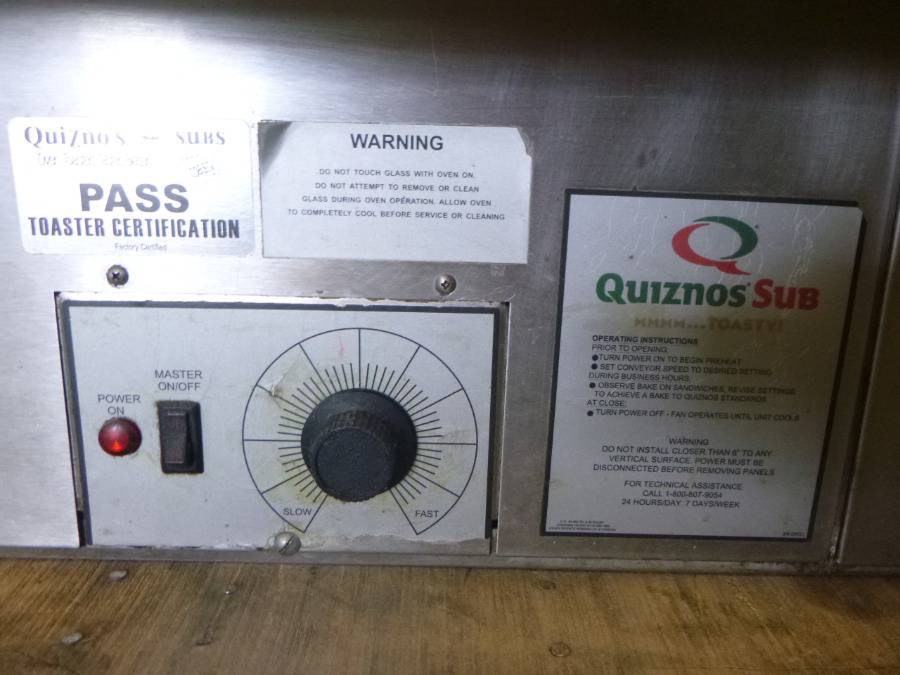 QUIZNO'S SUBS
PASS
TOASTER CERTIFICATION
Factory Certified
WARNING
DO NOT TOUCH GLASS WITH OVEN ON.
DO NOT ATTEMPT TO REMOVE OR CLEAN
GLASS DURING OVEN OPERATION. ALLOW OVEN
TO COMPLETELY COOL BEFORE SERVICE OR CLEANING
POWER
ON
MASTER
ON/OFF
SLOW
FAST
QUIZNOS SUB
MMMM...TOASTY!
OPERATING INSTRUCTIONS
PRIOR TO OPENING:
● TURN POWER ON TO BEGIN PREHEAT
● SET CONVEYOR SPEED TO DESIRED SETTING
DURING BUSINESS HOURS:
● OBSERVE BAKE ON SANDWICHES, REVISE SETTINGS
TO ACHIEVE A BAKE TO QUIZNOS STANDARDS
AT CLOSE:
● TURN POWER OFF - FAN OPERATES UNTIL UNIT COOLS
WARNING
DO NOT INSTALL CLOSER THAN 6" TO ANY
VERTICAL SURFACE. POWER MUST BE
DISCONNECTED BEFORE REMOVING PANELS
FOR TECHNICAL ASSISTANCE
CALL 1-800-807-9054
24 HOURS/DAY 7 DAYS/WEEK